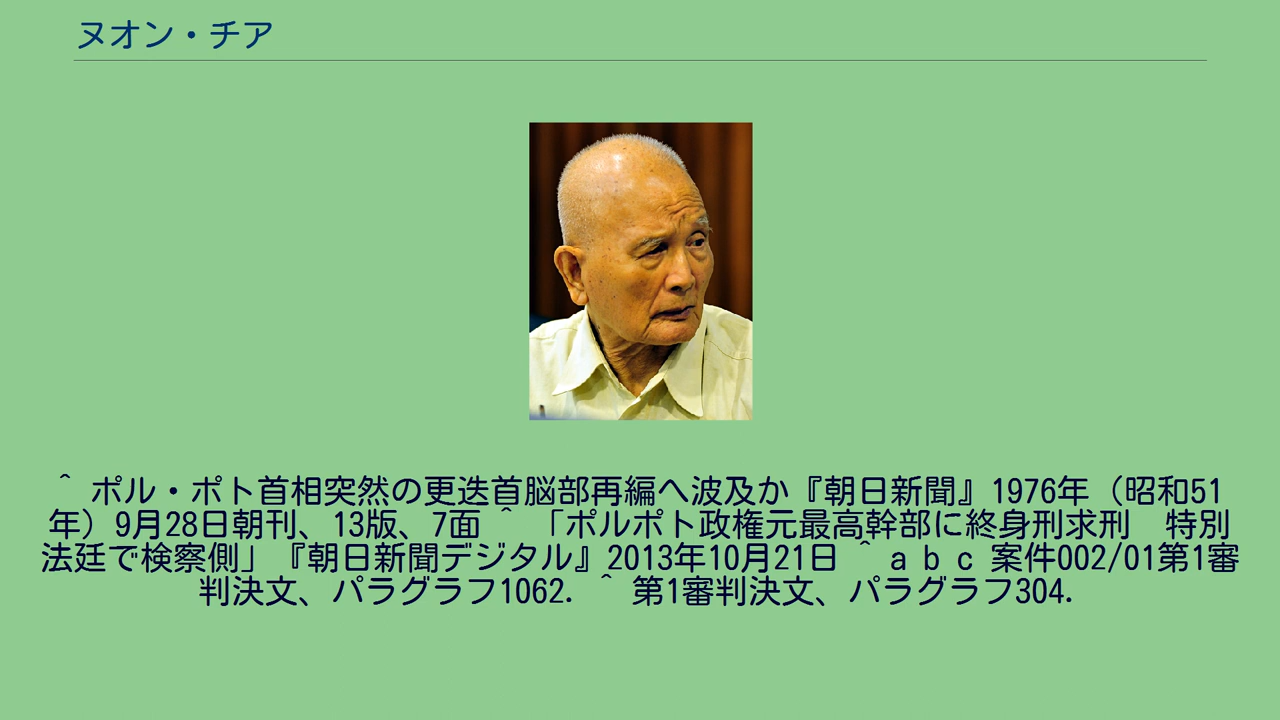 ヌオン・チア
^ ポル・ポト首相突然の更迭首脳部再編へ波及か『朝日新聞』1976年（昭和51
年）9月28日朝刊、13版、7面 ^ 「ポルポト政権元最高幹部に終身刑求刑　特別
法廷で検察側」『朝日新聞デジタル』2013年10月21日 ^ a b c 案件002/01第1審
判決文、パラグラフ1062. ^ 第1審判決文、パラグラフ304.